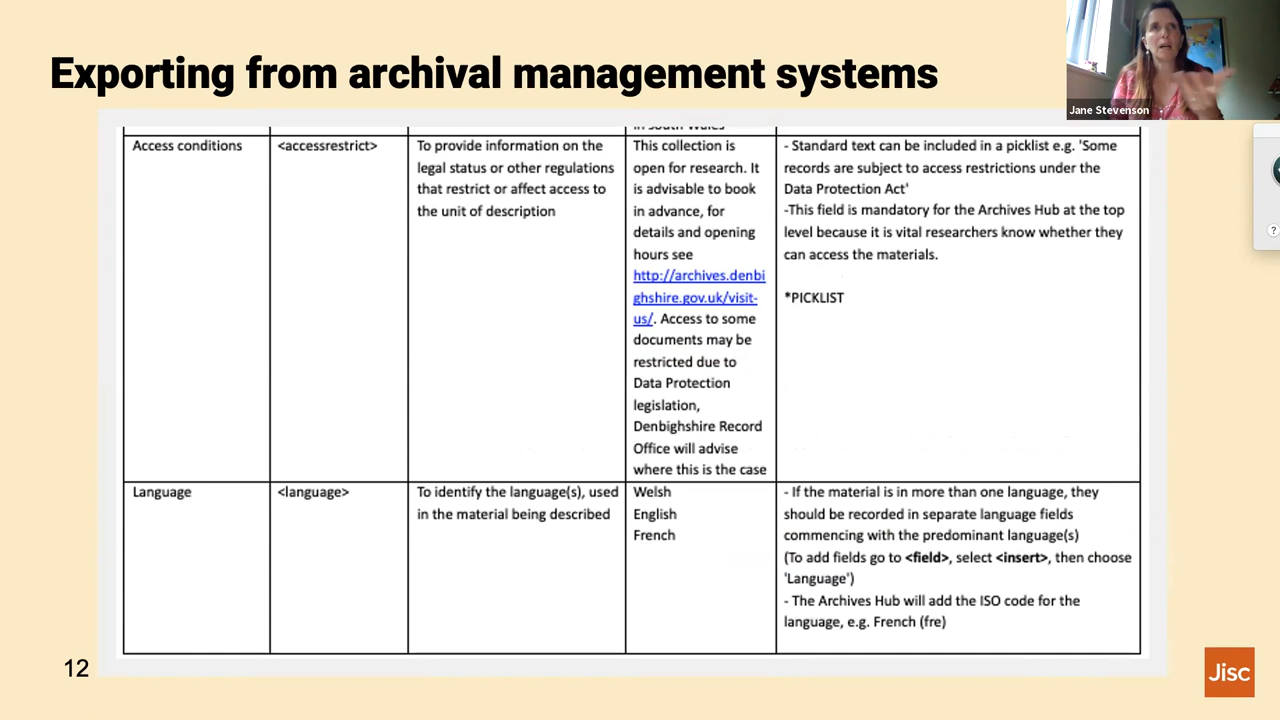 Exporting from archival management systems
Jane Stevenson
in South Wales
Access conditions
<accessrestrict>
To provide information on the
legal status or other regulations
that restrict or affect access to
the unit of description
This collection is
open for research. It
is advisable to book
in advance, for
details and opening
hours see
http://archives.denbi
ghshire.gov.uk/visit-
us/. Access to some
documents may be
restricted due to
Data Protection
legislation,
Denbighshire Record
Office will advise
where this is the case
- Standard text can be included in a picklist e.g. 'Some
records are subject to access restrictions under the
Data Protection Act'
-This field is mandatory for the Archives Hub at the top
level because it is vital researchers know whether they
can access the materials.
*PICKLIST
Language
<language>
To identify the language(s), used
in the material being described
Welsh
English
French
- If the material is in more than one language, they
should be recorded in separate language fields
commencing with the predominant language(s)
(To add fields go to <field>, select <insert>, then choose
'Language')
- The Archives Hub will add the ISO code for the
language, e.g. French (fre)
12
Jisc
?